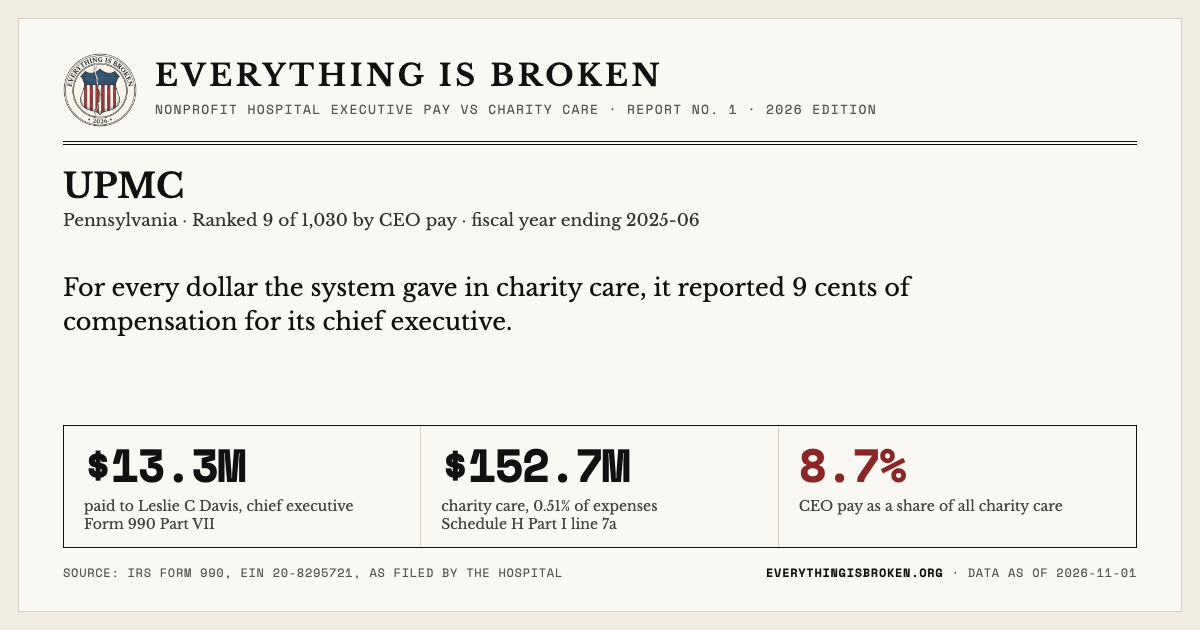 EVERYTHING IS BROKEN
· 2026 ·
EVERYTHING IS BROKEN
NONPROFIT HOSPITAL EXECUTIVE PAY VS CHARITY CARE · REPORT NO. 1 · 2026 EDITION
UPMC
Pennsylvania · Ranked 9 of 1,030 by CEO pay · fiscal year ending 2025-06
For every dollar the system gave in charity care, it reported 9 cents of
compensation for its chief executive.
$13.3M
paid to Leslie C Davis, chief executive
Form 990 Part VII
$152.7M
charity care, 0.51% of expenses
Schedule H Part I line 7a
8.7%
CEO pay as a share of all charity care
SOURCE: IRS FORM 990, EIN 20-8295721, AS FILED BY THE HOSPITAL
EVERYTHINGISBROKEN.ORG · DATA AS OF 2026-11-01